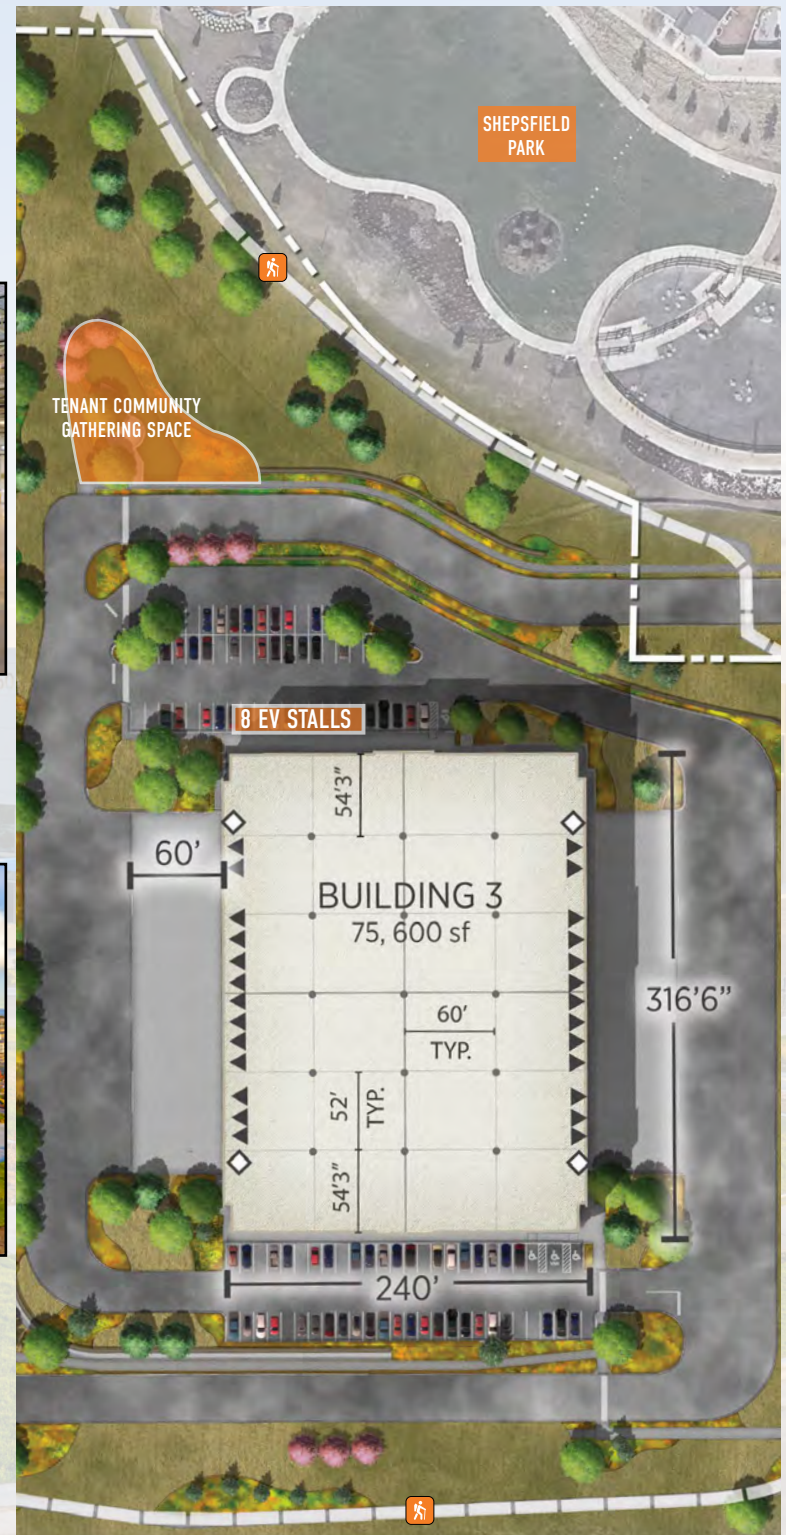 SHEPSFIELD
PARK
TENANT COMMUNITY
GATHERING SPACE
8 EV STALLS
54'3"
60'
BUILDING 3
75, 600 sf
316'6"
60'
TYP.
52'
TYP.
54'3"
240'